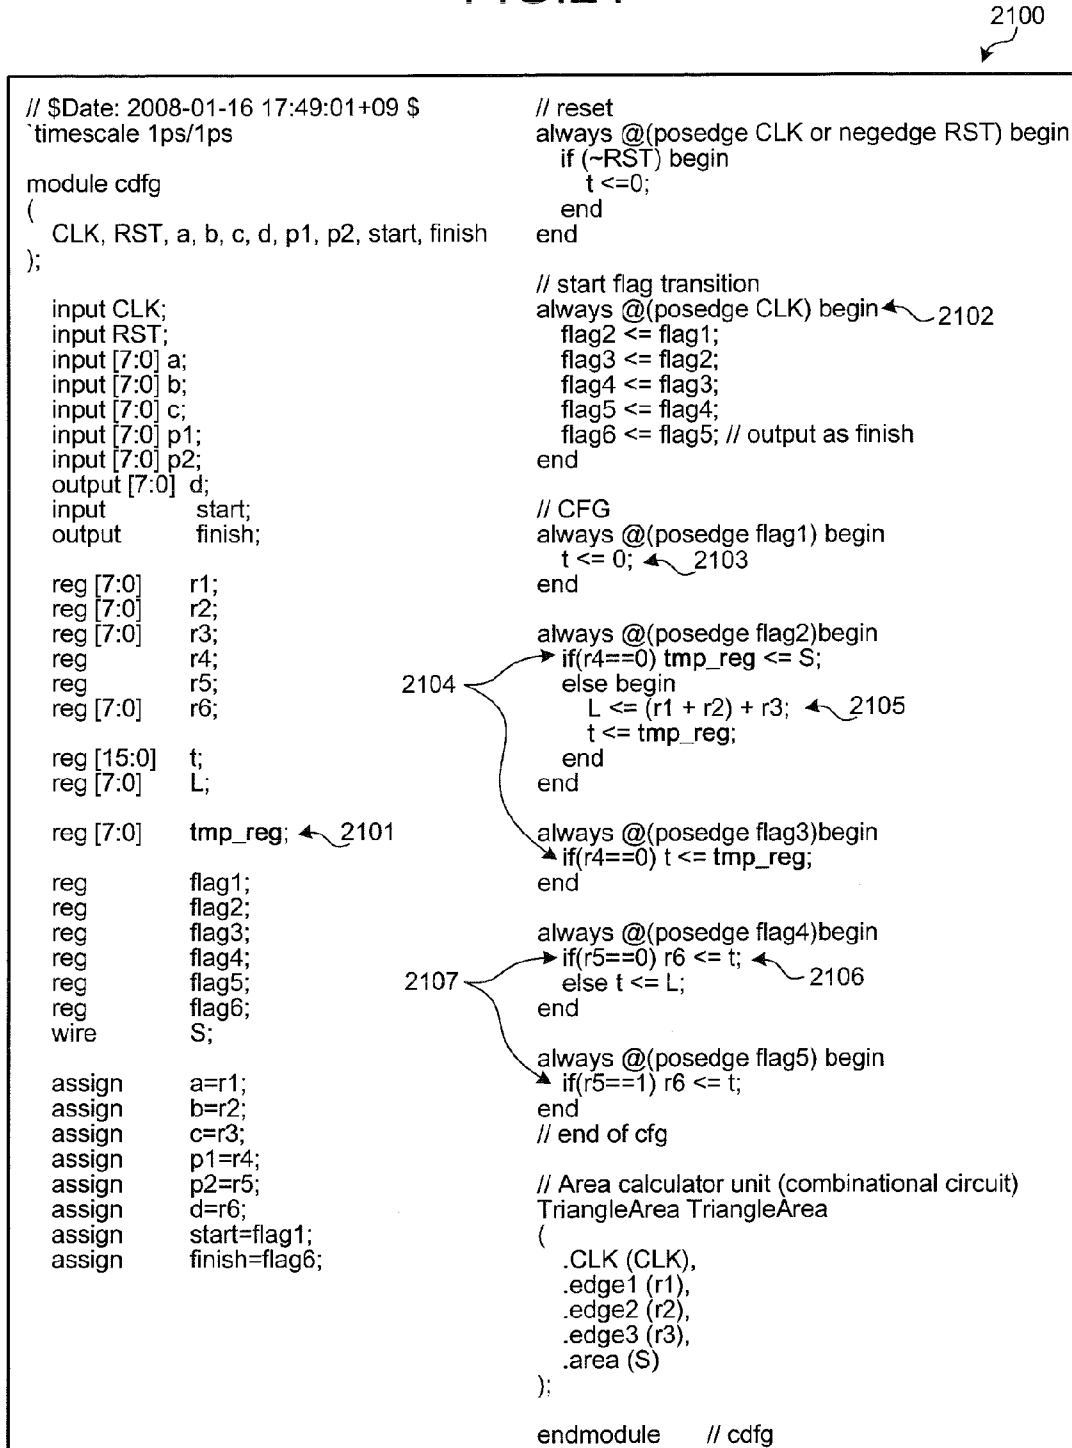 2100
// $Date: 2008-01-16 17:49:01+09 $
`timescale 1ps/1ps
module cdfg
(
CLK, RST, a, b, c, d, p1, p2, start, finish
);
input CLK;
input RST;
input [7:0] a;
input [7:0] b;
input [7:0] c;
input [7:0] p1;
input [7:0] p2;
output [7:0] d;
input start;
output finish;
reg [7:0] r1;
reg [7:0] r2;
reg [7:0] r3;
reg r4;
reg r5;
reg [7:0] r6;
reg [15:0] t;
reg [7:0] L;
reg [7:0] tmp_reg; 2101
reg flag1;
reg flag2;
reg flag3;
reg flag4;
reg flag5;
reg flag6;
wire S;
assign a=r1;
assign b=r2;
assign c=r3;
assign p1=r4;
assign p2=r5;
assign d=r6;
assign start=flag1;
assign finish=flag6;
// reset
always @(posedge CLK or negedge RST) begin
if (~RST) begin
t <=0;
end
end
// start flag transition
always @(posedge CLK) begin 2102
flag2 <= flag1;
flag3 <= flag2;
flag4 <= flag3;
flag5 <= flag4;
flag6 <= flag5; // output as finish
end
// CFG
always @(posedge flag1) begin
t <= 0; 2103
end
always @(posedge flag2)begin
if(r4==0) tmp_reg <= S;
2104 else begin
L <= (r1 + r2) + r3; 2105
t <= tmp_reg;
end
end
always @(posedge flag3)begin
if(r4==0) t <= tmp_reg;
end
always @(posedge flag4)begin
if(r5==0) r6 <= t; 2106
2107 else t <= L;
end
always @(posedge flag5) begin
if(r5==1) r6 <= t;
end
// end of cfg
// Area calculator unit (combinational circuit)
TriangleArea TriangleArea
(
.CLK (CLK),
.edge1 (r1),
.edge2 (r2),
.edge3 (r3),
.area (S)
);
endmodule // cdfg